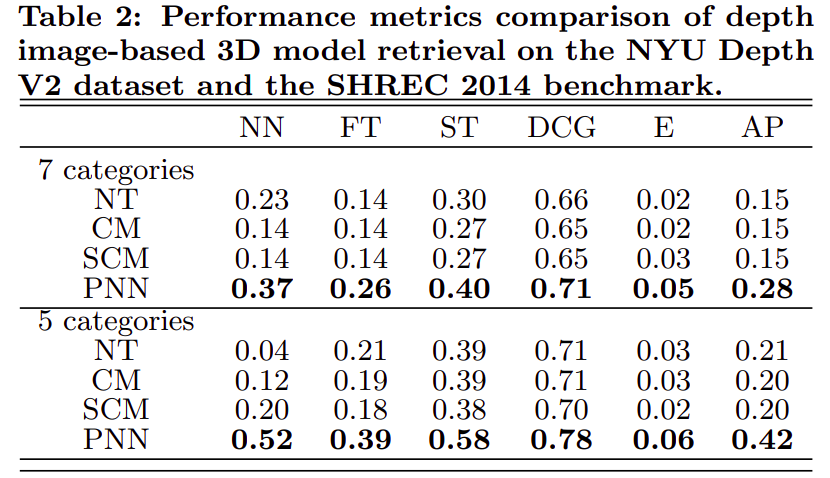 Table 2: Performance metrics comparison of depth
image-based 3D model retrieval on the NYU Depth
V2 dataset and the SHREC 2014 benchmark.
NN FT ST DCG E AP
7 categories
NT 0.23 0.14 0.30 0.66 0.02 0.15
CM 0.14 0.14 0.27 0.65 0.02 0.15
SCM 0.14 0.14 0.27 0.65 0.03 0.15
PNN 0.37 0.26 0.40 0.71 0.05 0.28
5 categories
NT 0.04 0.21 0.39 0.71 0.03 0.21
CM 0.12 0.19 0.39 0.71 0.03 0.20
SCM 0.20 0.18 0.38 0.70 0.02 0.20
PNN 0.52 0.39 0.58 0.78 0.06 0.42